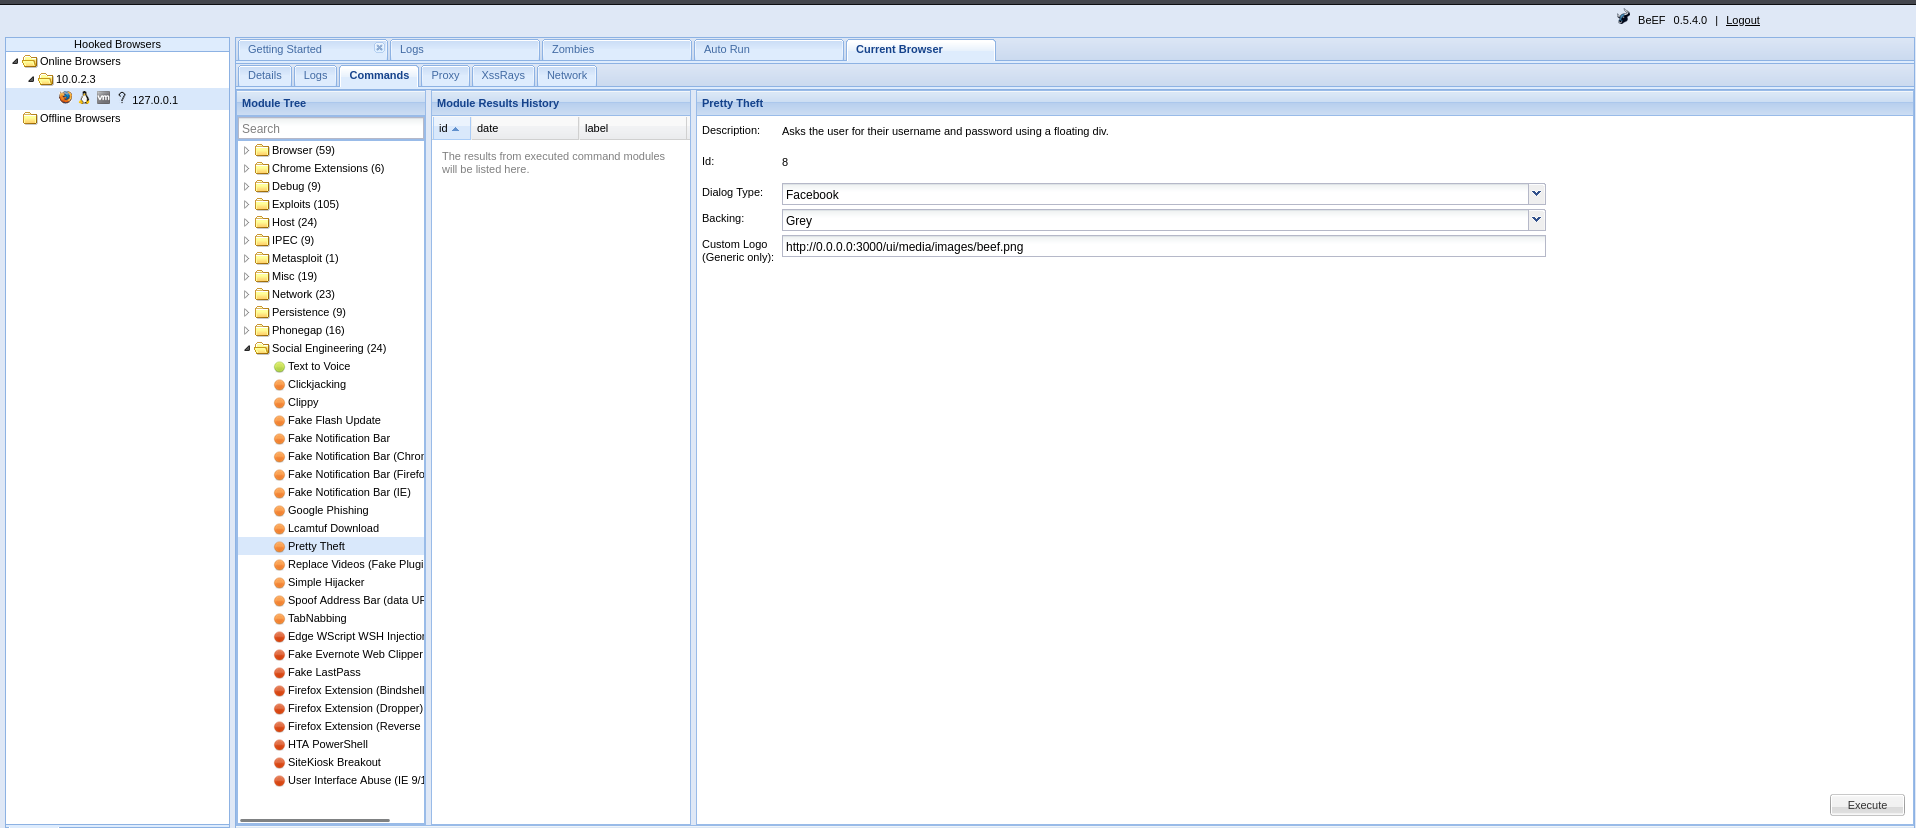 BeEF 0.5.4.0 | Logout
Hooked Browsers
Online Browsers
10.0.2.3
127.0.0.1
Offline Browsers
Getting Started
Logs
Zombies
Auto Run
Current Browser
Details
Logs
Commands
Proxy
XssRays
Network
Module Tree
Search
Browser (59)
Chrome Extensions (6)
Debug (9)
Exploits (105)
Host (24)
IPEC (9)
Metasploit (1)
Misc (19)
Network (23)
Persistence (9)
Phonegap (16)
Social Engineering (24)
Text to Voice
Clickjacking
Clippy
Fake Flash Update
Fake Notification Bar
Fake Notification Bar (Chror
Fake Notification Bar (Firefo
Fake Notification Bar (IE)
Google Phishing
Lcamtuf Download
Pretty Theft
Replace Videos (Fake Plugi
Simple Hijacker
Spoof Address Bar (data UF
TabNabbing
Edge WScript WSH Injection
Fake Evernote Web Clipper
Fake LastPass
Firefox Extension (Bindshell
Firefox Extension (Dropper)
Firefox Extension (Reverse
HTA PowerShell
SiteKiosk Breakout
User Interface Abuse (IE 9/1
Module Results History
id
date
label
The results from executed command modules
will be listed here.
Pretty Theft
Description: Asks the user for their username and password using a floating div.
Id: 8
Dialog Type: Facebook
Backing: Grey
Custom Logo
(Generic only): http://0.0.0.0:3000/ui/media/images/beef.png
Execute